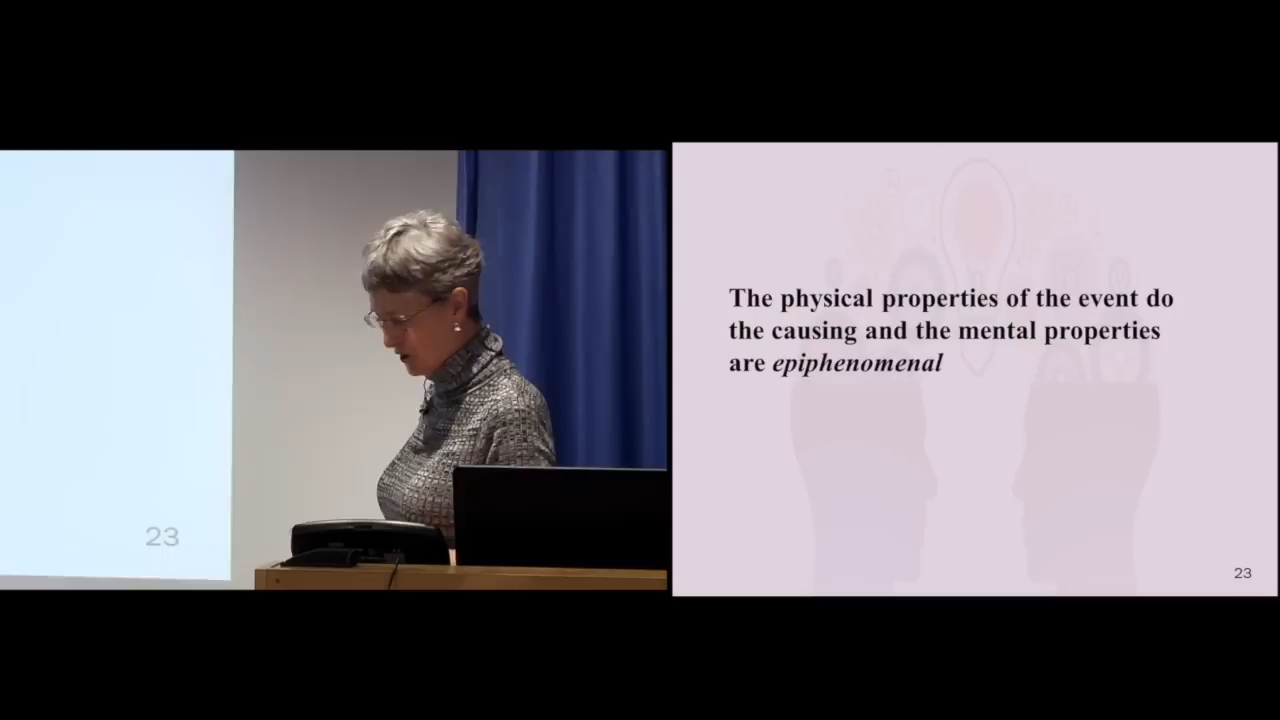 23
The physical properties of the event do
the causing and the mental properties
are epiphenomenal
23